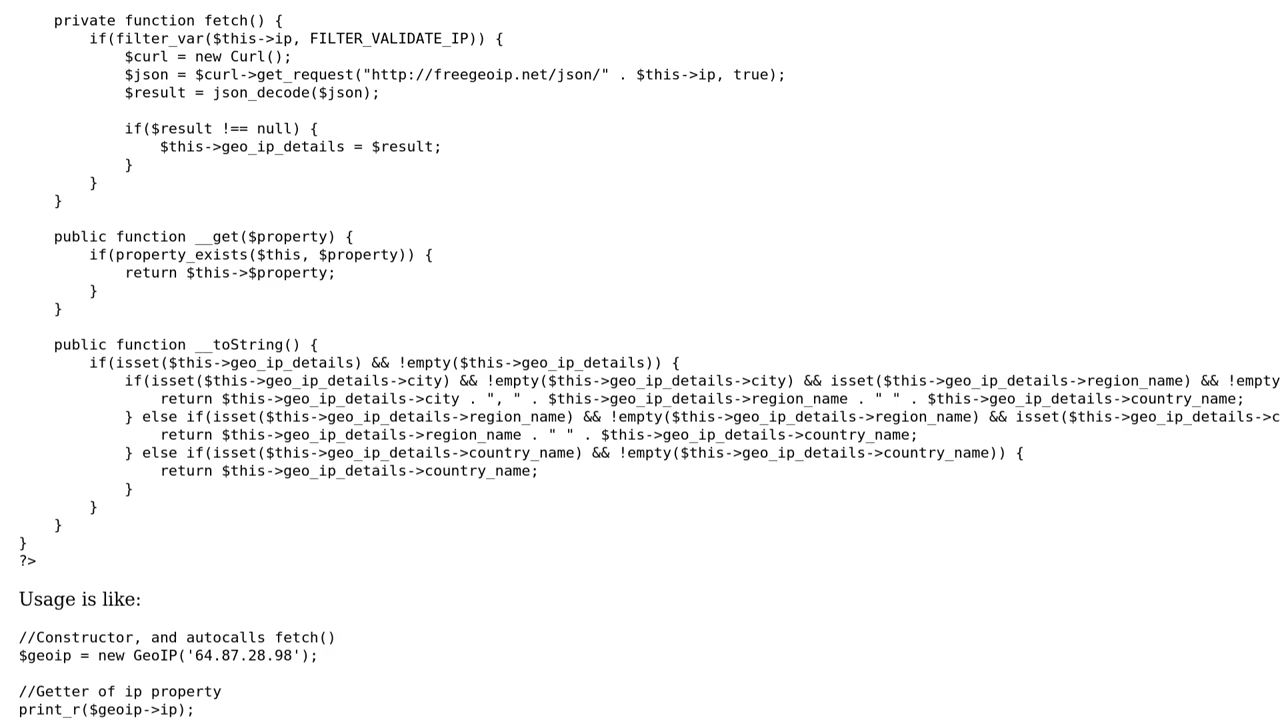 private function fetch() {
if(filter_var($this->ip, FILTER_VALIDATE_IP)) {
$curl = new Curl();
$json = $curl->get_request("http://freegeoip.net/json/" . $this->ip, true);
$result = json_decode($json);
if($result !== null) {
$this->geo_ip_details = $result;
}
}
}
public function __get($property) {
if(property_exists($this, $property)) {
return $this->$property;
}
}
public function __toString() {
if(isset($this->geo_ip_details) && !empty($this->geo_ip_details)) {
if(isset($this->geo_ip_details->city) && !empty($this->geo_ip_details->city) && isset($this->geo_ip_details->region_name) && !empty
return $this->geo_ip_details->city . ", " . $this->geo_ip_details->region_name . " " . $this->geo_ip_details->country_name;
} else if(isset($this->geo_ip_details->region_name) && !empty($this->geo_ip_details->region_name) && isset($this->geo_ip_details->c
return $this->geo_ip_details->region_name . " " . $this->geo_ip_details->country_name;
} else if(isset($this->geo_ip_details->country_name) && !empty($this->geo_ip_details->country_name)) {
return $this->geo_ip_details->country_name;
}
}
}
}
?>
Usage is like:
//Constructor, and autocalls fetch()
$geoip = new GeoIP('64.87.28.98');
//Getter of ip property
print_r($geoip->ip);